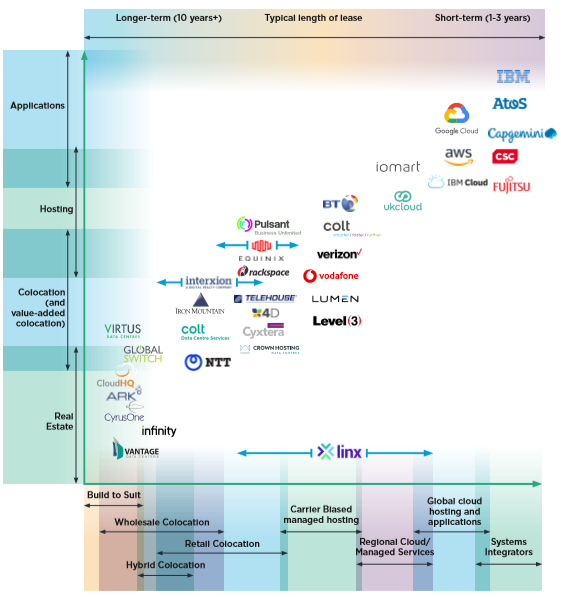 Longer-term (10 years+)
Typical length of lease
Short-term (1-3 years)
Applications
Hosting
Colocation
(and
value-added
colocation)
Real
Estate
IBM
Atos
Google Cloud
Capgemini
aws
CSC
iomart
IBM Cloud
FUJITSU
ukcloud
BT
Pulsant
Business Unlimited
colt
EQUINIX
verizon
rackspace
vodafone
interxion
A DIGITAL REALTY COMPANY
IRON MOUNTAIN
TELEHOUSE
LUMEN
4D
Level(3)
VIRTUS
DATA CENTRES
colt
Data Centre Services
Cyxtera
GLOBAL
SWITCH
CROWN HOSTING
DATA CENTRES
NTT
CloudHQ
ARK
CyrusOne
infinity
VANTAGE
DATA CENTERS
linx
Build to Suit
Wholesale Colocation
Retail Colocation
Hybrid Colocation
Carrier Biased
managed hosting
Regional Cloud/
Managed Services
Global cloud
hosting and
applications
Systems
Integrators